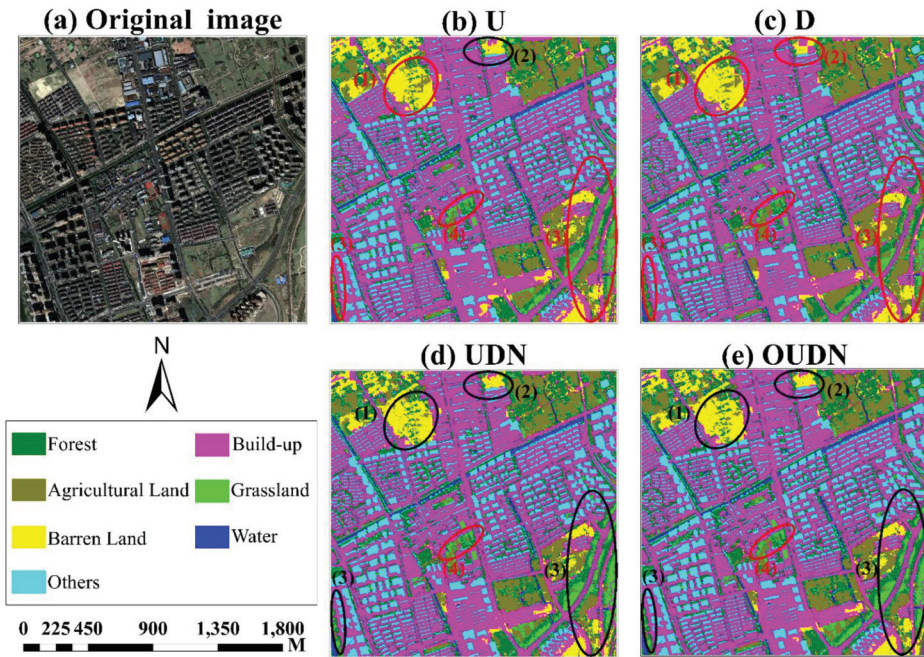 (a) Original image
(b) U
(c) D
(1)
(2)
(3)
(4)
(3)
(1)
(2)
(3)
(4)
(3)
N
(d) UDN
(e) OUDN
(1)
(2)
(3)
(4)
(3)
(1)
(2)
(3)
(4)
(3)
Forest
Build-up
Agricultural Land
Grassland
Barren Land
Water
Others
0 225 450 900 1,350 1,800
M